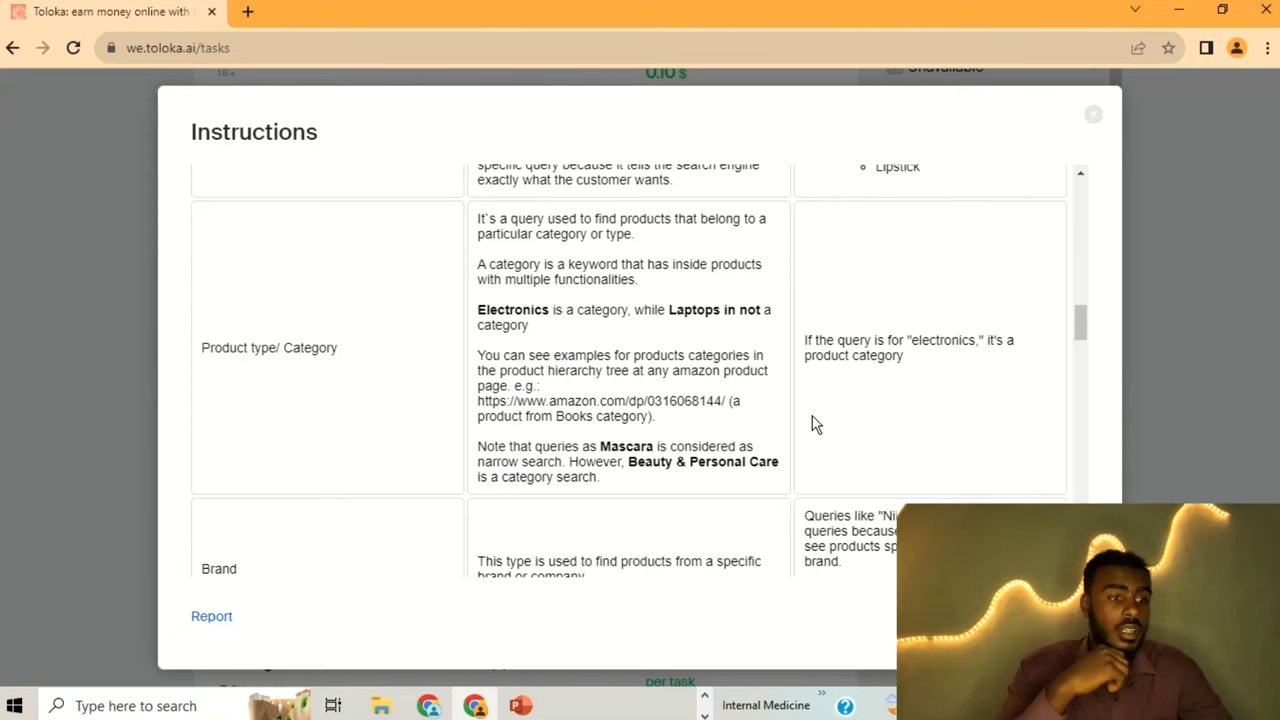 Toloka: earn money online with
we.toloka.ai/tasks
18+
0.10 $
Unavailable
Instructions
specific query because it tells the search engine
exactly what the customer wants.
Lipstick
Product type/ Category
It`s a query used to find products that belong to a
particular category or type.
A category is a keyword that has inside products
with multiple functionalities.
Electronics is a category, while Laptops in not a
category
You can see examples for products categories in
the product hierarchy tree at any amazon product
page. e.g.:
https://www.amazon.com/dp/0316068144/ (a
product from Books category).
Note that queries as Mascara is considered as
narrow search. However, Beauty & Personal Care
is a category search.
If the query is for "electronics," it's a
product category
Brand
This type is used to find products from a specific
brand or company
Queries like
queries because
see products
brand.
Report
per task
Type here to search
Internal Medicine